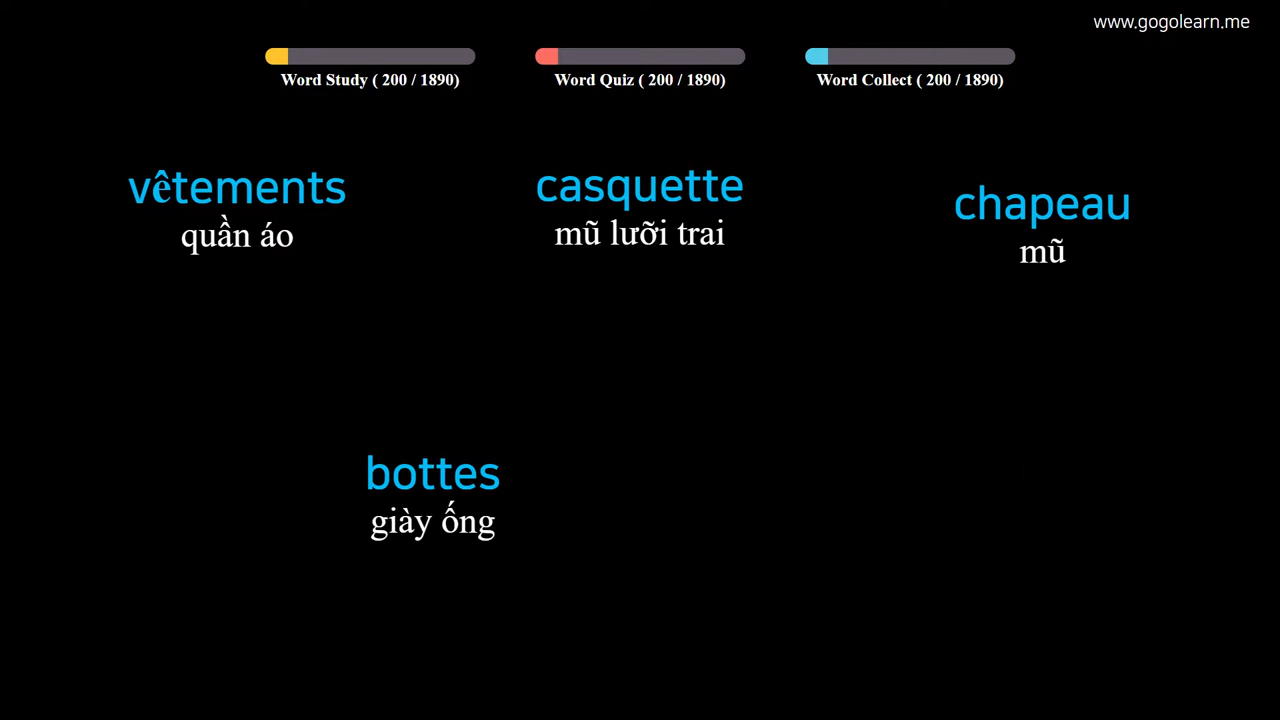 www.gogolearn.me
Word Study ( 200 / 1890)
Word Quiz ( 200 / 1890)
Word Collect ( 200 / 1890)
vêtements
quần áo
casquette
mũ lưỡi trai
chapeau
mũ
bottes
giày ống